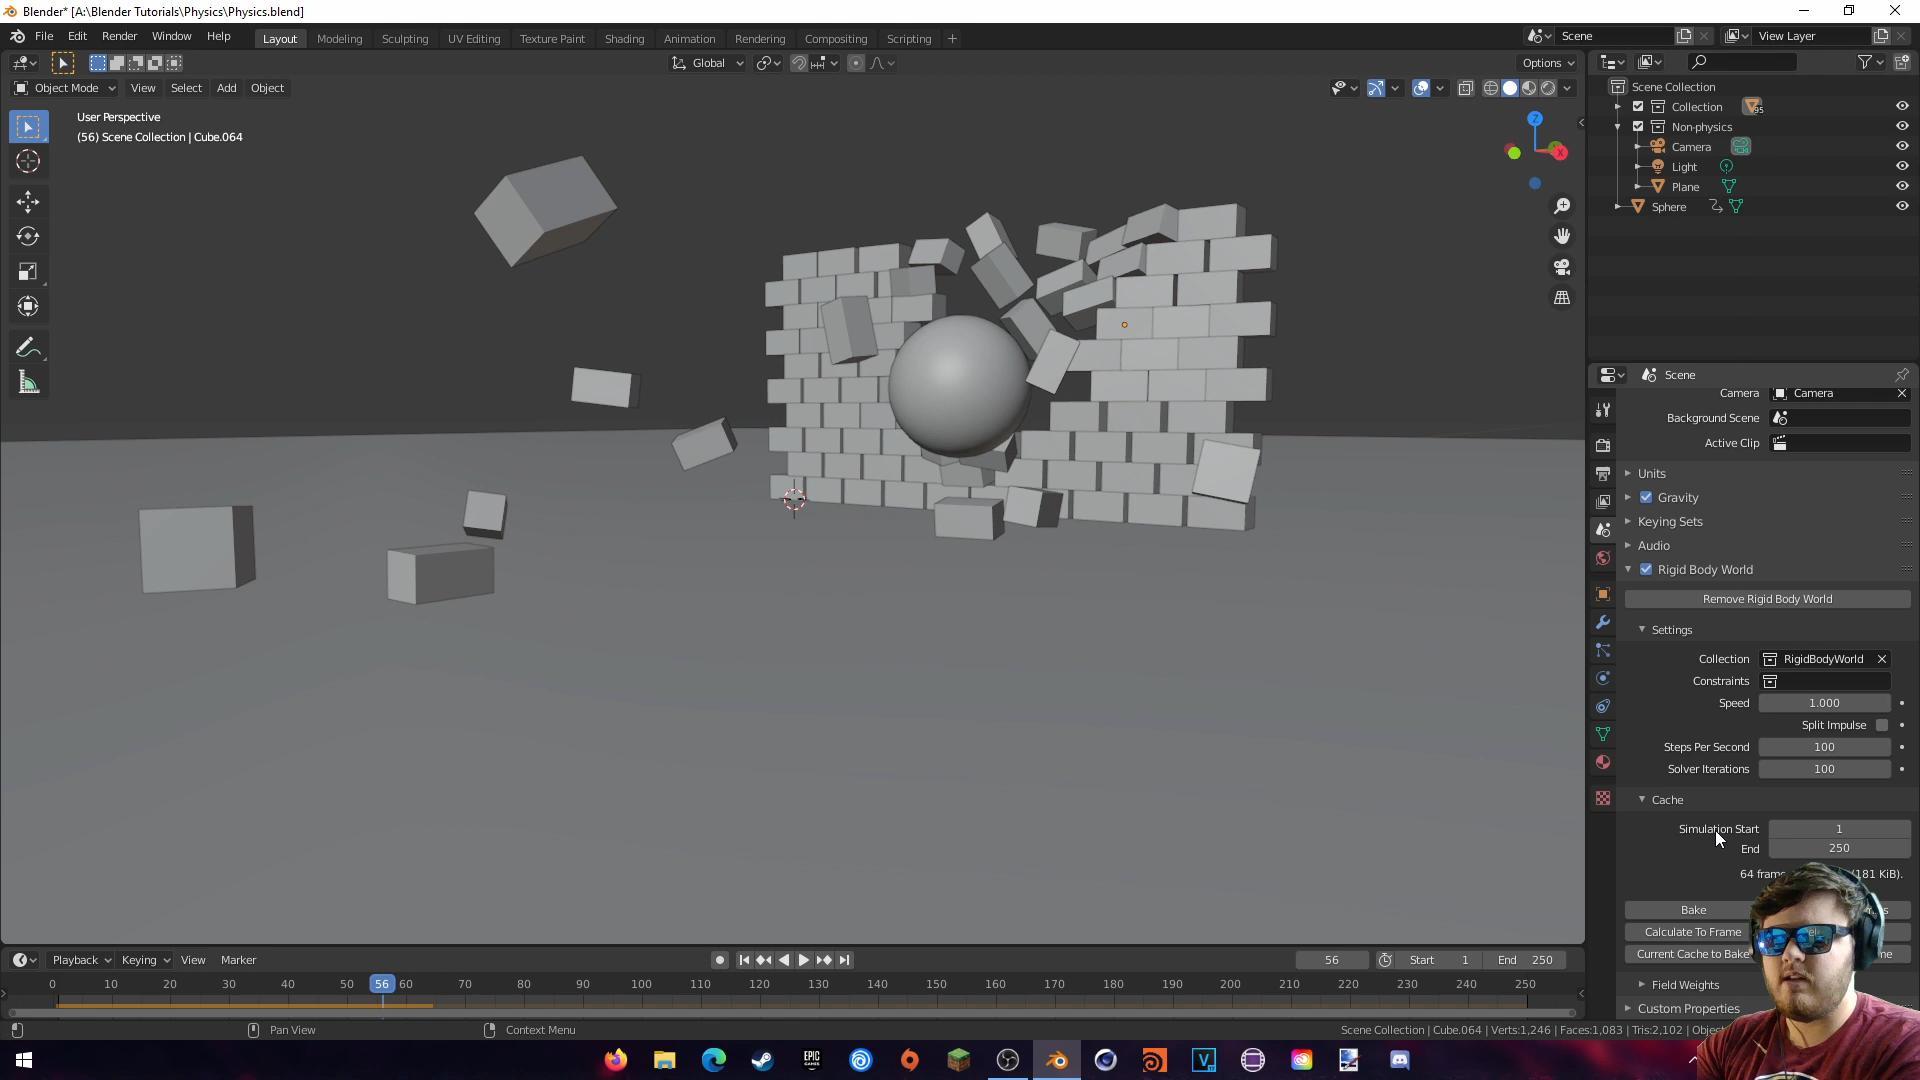 Blender* [A:\Blender Tutorials\Physics\Physics.blend]
File Edit Render Window Help Layout Modeling Sculpting UV Editing Texture Paint Shading Animation Rendering Compositing Scripting + Scene View Layer
Global Options
Object Mode View Select Add Object
User Perspective
(56) Scene Collection | Cube.064
Z
X
Scene Collection
Collection 95
Non-physics
Camera
Light
Plane
Sphere
Scene
Camera Camera
Background Scene
Active Clip
Units
Gravity
Keying Sets
Audio
Rigid Body World
Remove Rigid Body World
Settings
Collection RigidBodyWorld
Constraints
Speed 1.000
Split Impulse
Steps Per Second 100
Solver Iterations 100
Cache
Simulation Start 1
End 250
64 (181 KiB).
Bake
Calculate To Frame
Current Cache to Bake
Field Weights
Custom Properties
Playback Keying View Marker 56 Start 1 End 250
0 10 20 30 40 50 56 60 70 80 90 100 110 120 130 140 150 160 170 180 190 200 210 220 230 240 250
Pan View Context Menu Scene Collection | Cube.064 | Verts:1,246 | Faces:1,083 | Tris:2,102 |
EPIC GAMES
V